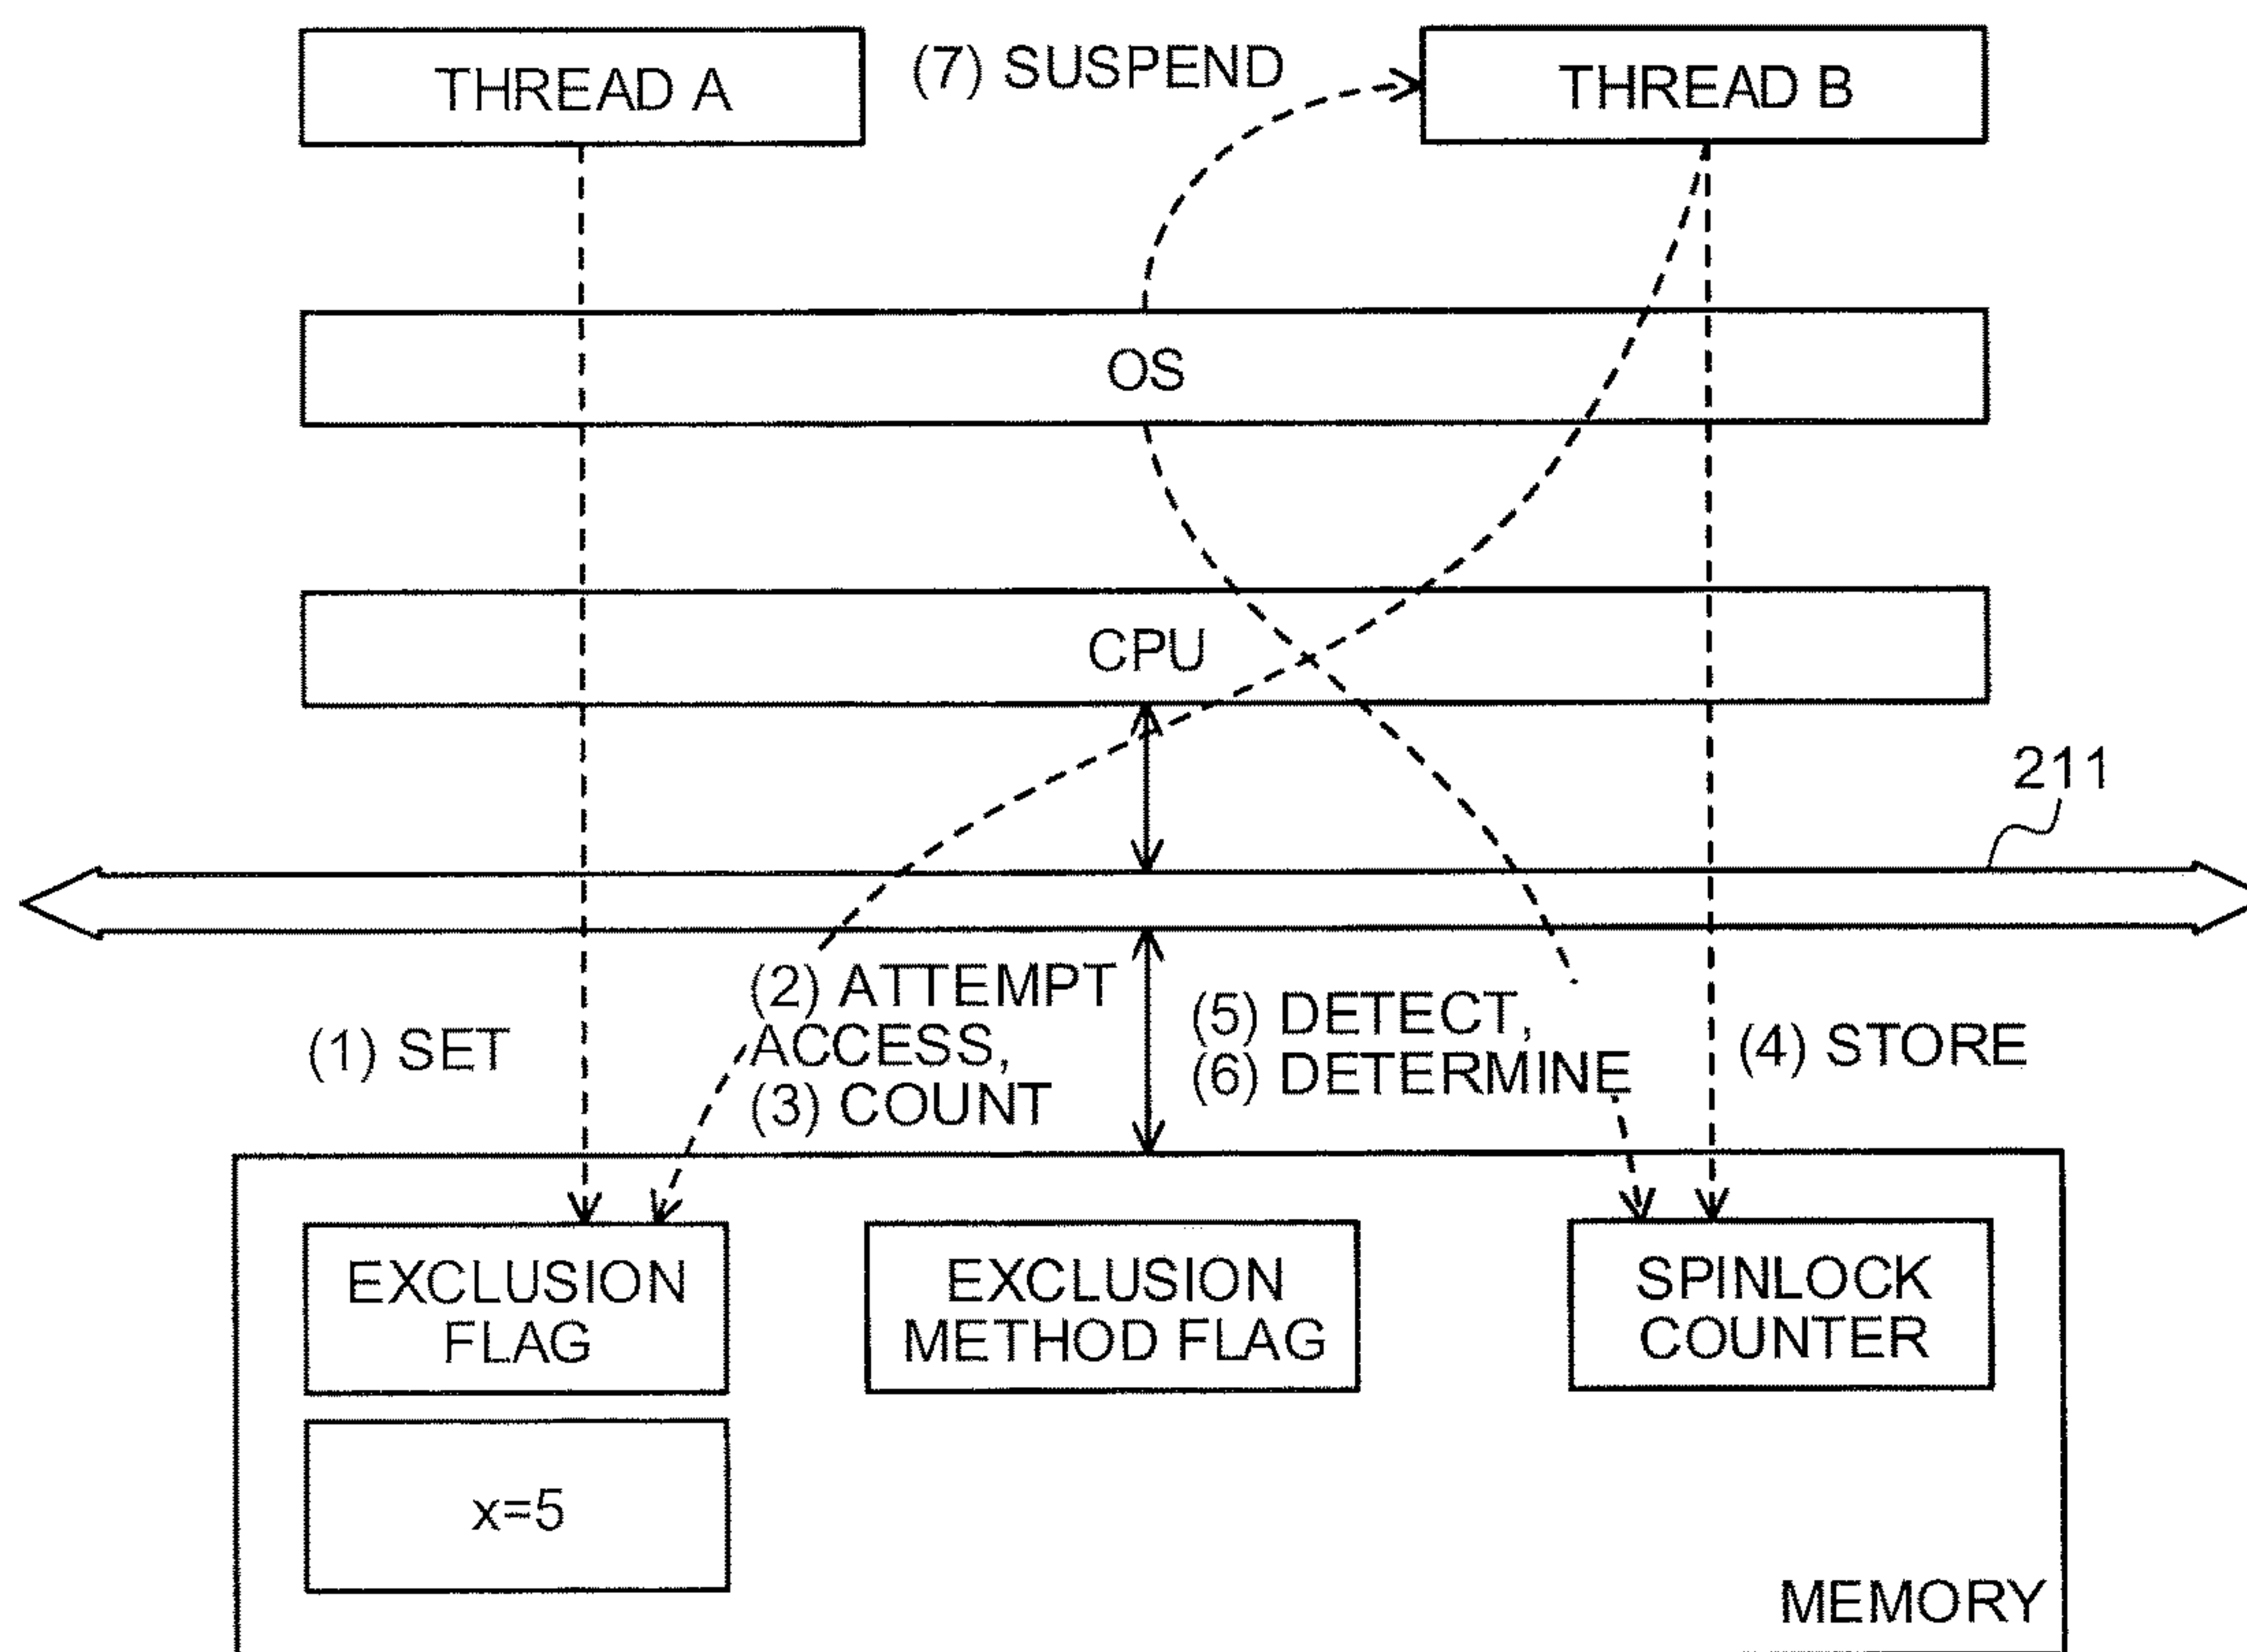 THREAD A
(7) SUSPEND
THREAD B
OS
CPU
211
(1) SET
(2) ATTEMPT
ACCESS,
(3) COUNT
(5) DETECT,
(6) DETERMINE
(4) STORE
EXCLUSION
FLAG
EXCLUSION
METHOD FLAG
SPINLOCK
COUNTER
x=5
MEMORY